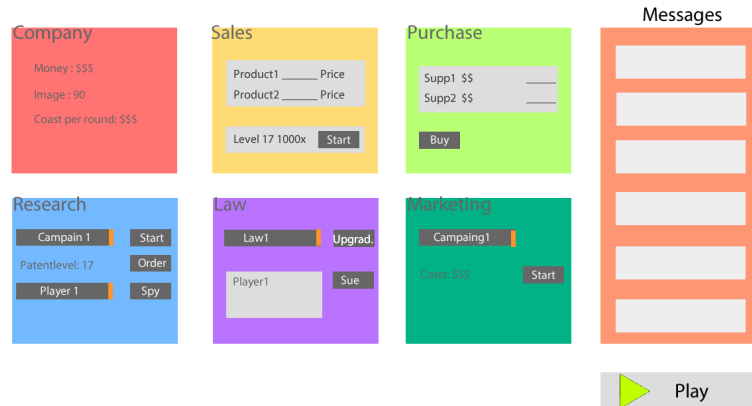 Messages
Company
Money : $$$
Image : 90
Coast per round: $$$
Sales
Product1 ______ Price
Product2 ______ Price
Level 17 1000x
Start
Purchase
Supp1 $$ _____
Supp2 $$ _____
Buy
Research
Campain 1
Start
Patentlevel: 17
Order
Player 1
Spy
Law
Law1
Upgrad.
Player1
Sue
Marketing
Campaing1
Costs: $$$
Start
Play